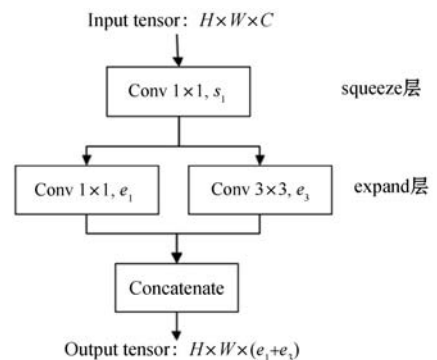 Input tensor: H×W×C
Conv 1×1, s₁
squeeze层
Conv 1×1, e₁
Conv 3×3, e₃
expand层
Concatenate
Output tensor: H×W×(e₁+e₃)